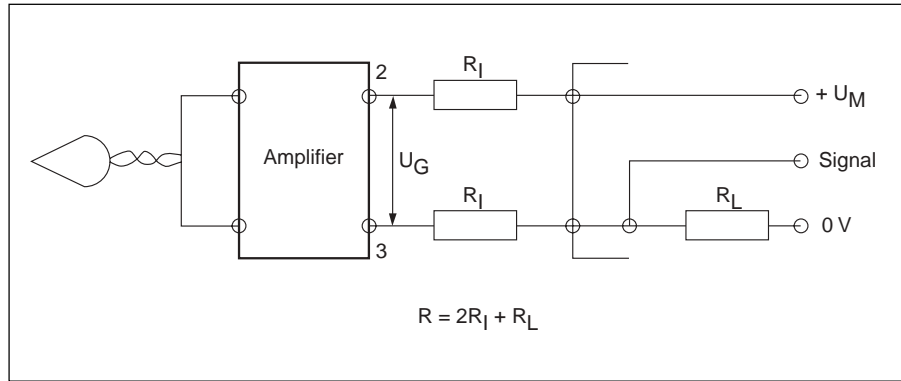 2
R_I
+ U_M
Amplifier
U_G
Signal
R_I
R_L
0 V
3
R = 2R_I + R_L